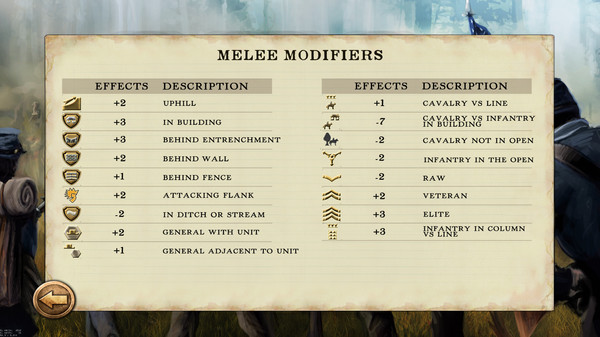 MELEE MODIFIERS
EFFECTS DESCRIPTION
+2 UPHILL
+3 IN BUILDING
+3 BEHIND ENTRENCHMENT
+2 BEHIND WALL
+1 BEHIND FENCE
+2 ATTACKING FLANK
-2 IN DITCH OR STREAM
+2 GENERAL WITH UNIT
+1 GENERAL ADJACENT TO UNIT
EFFECTS DESCRIPTION
+1 CAVALRY VS LINE
-7 CAVALRY VS INFANTRY
IN BUILDING
-2 CAVALRY NOT IN OPEN
-2 INFANTRY IN THE OPEN
-2 RAW
+2 VETERAN
+3 ELITE
+3 INFANTRY IN COLUMN
VS LINE